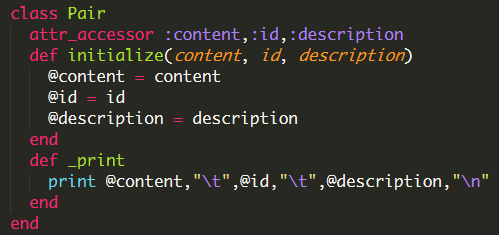 class Pair
  attr_accessor :content,:id,:description
  def initialize(content, id, description)
    @content = content
    @id = id
    @description = description
  end
  def _print
    print @content,"\t",@id,"\t",@description,"\n"
  end
end